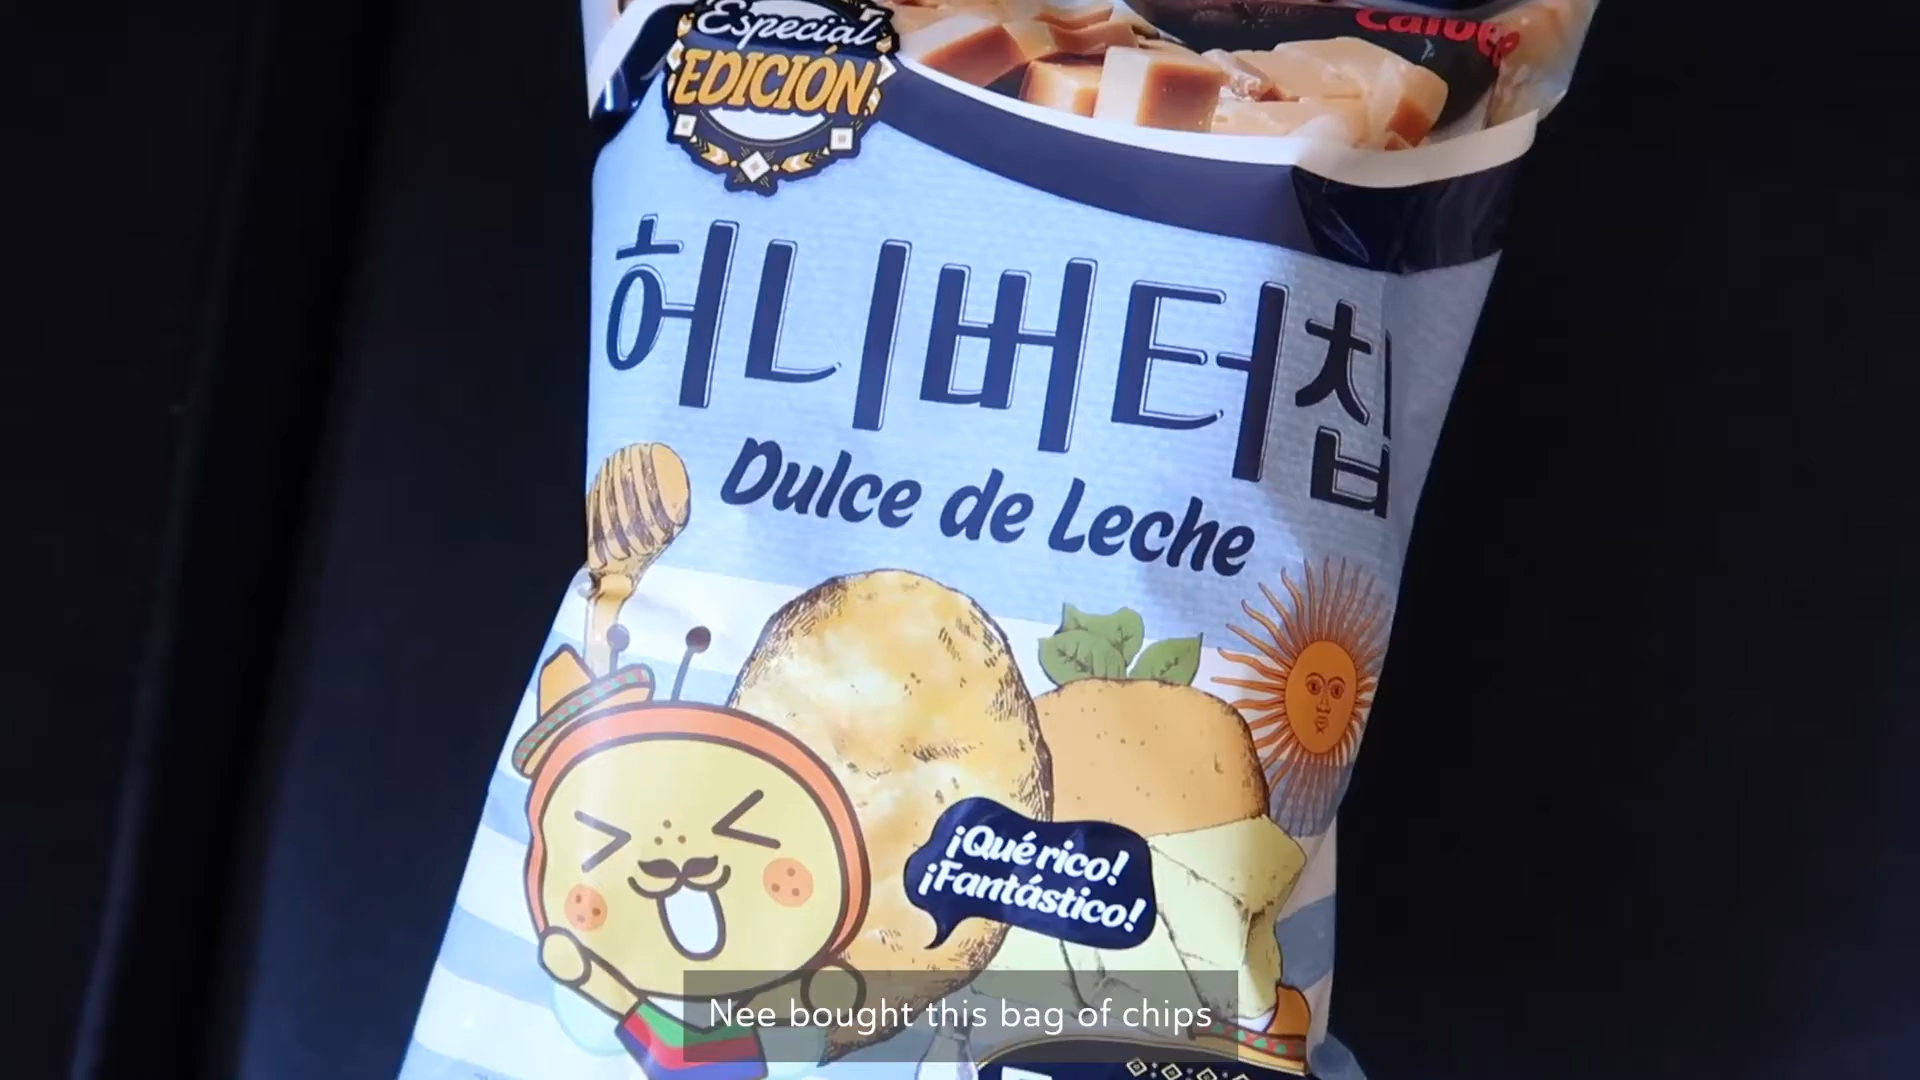 Especial
EDICIÓN
Calbee
허니버터칩
Dulce de Leche
¡Qué rico!
¡Fantástico!
Nee bought this bag of chips